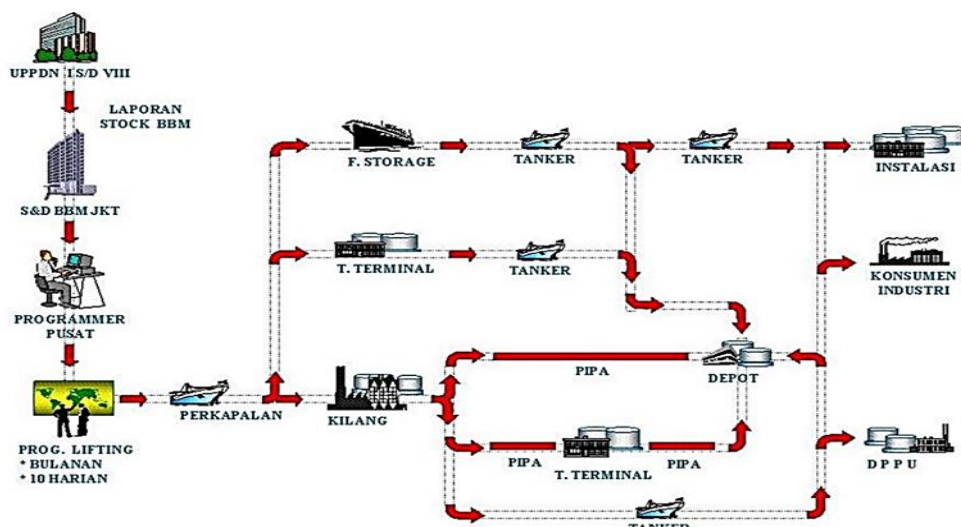 UPPDN I S/D VIII
LAPORAN
STOCK BBM
S&D BBM JKT
PROGRAMMER
PUSAT
PROG. LIFTING
* BULANAN
* 10 HARIAN
PERKAPALAN
F. STORAGE
TANKER
TANKER
INSTALASI
T. TERMINAL
TANKER
KONSUMEN
INDUSTRI
KILANG
PIPA
DEPOT
PIPA
T. TERMINAL
PIPA
DPPU
TANKER